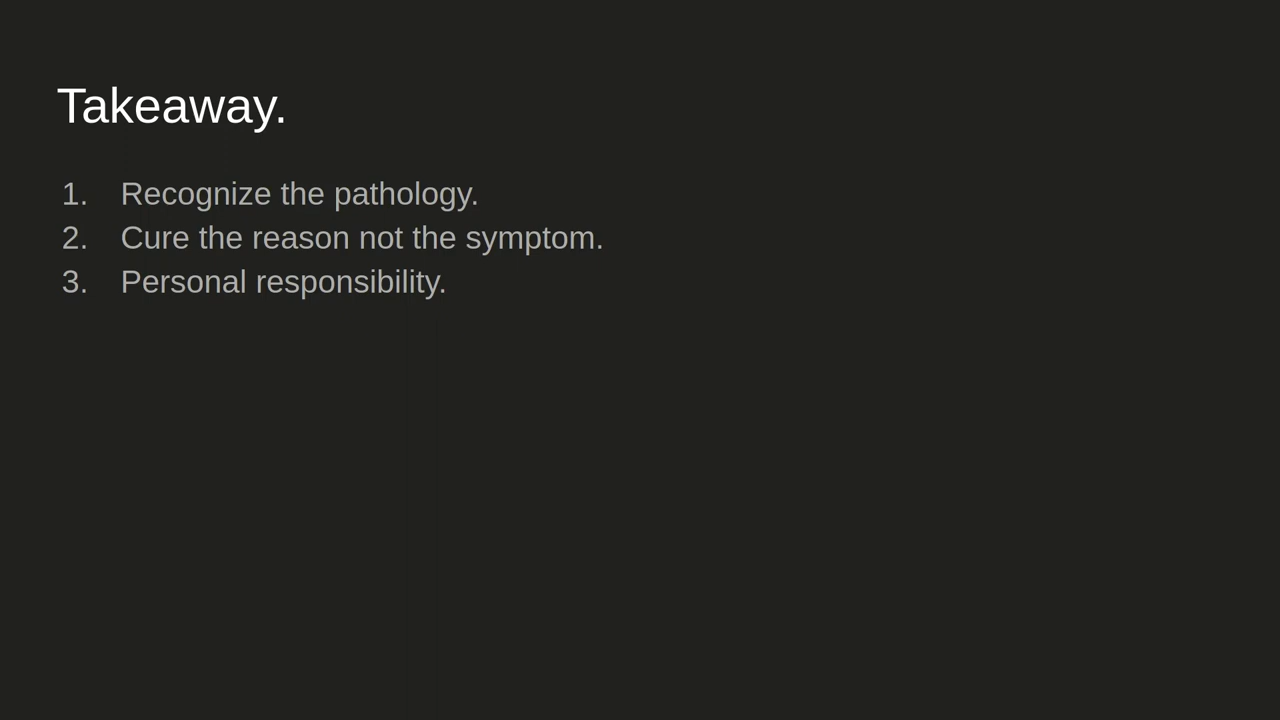 Takeaway.
1. Recognize the pathology.
2. Cure the reason not the symptom.
3. Personal responsibility.